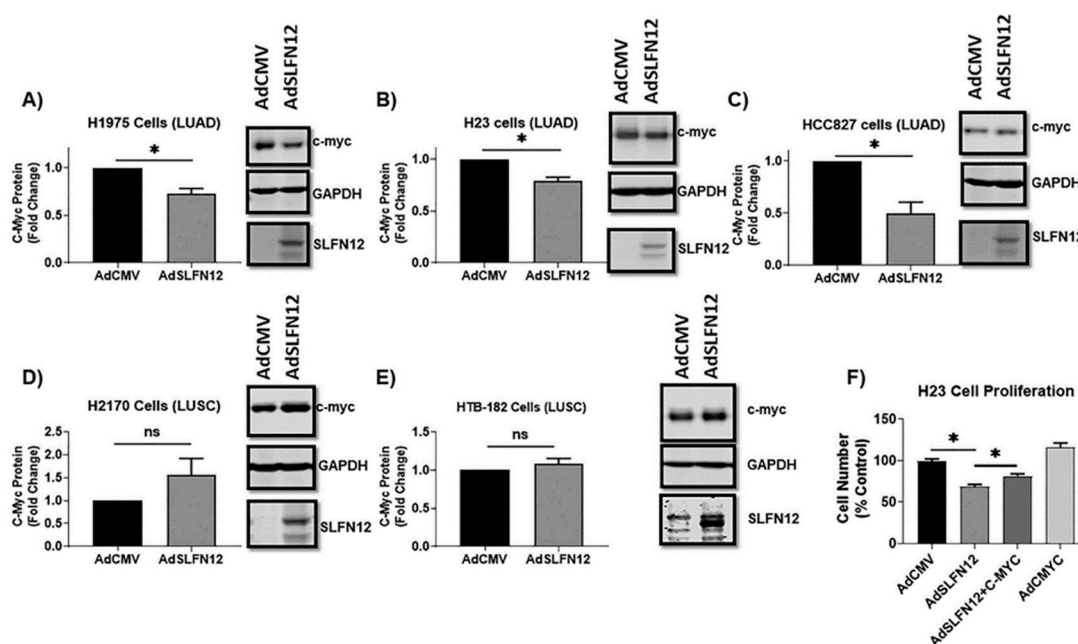 A)
H1975 Cells (LUAD)
C-Myc Protein
(Fold Change)
1.0
0.5
0.0
*
AdCMV
AdSLFN12
AdCMV
AdSLFN12
c-myc
GAPDH
SLFN12
B)
H23 Cells (LUAD)
C-Myc Protein
(Fold Change)
1.0
0.5
0.0
*
AdCMV
AdSLFN12
AdCMV
AdSLFN12
c-myc
GAPDH
SLFN12
C)
HCC827 cells (LUAD)
C-Myc Protein
(Fold Change)
1.0
0.5
0.0
*
AdCMV
AdSLFN12
AdCMV
AdSLFN12
c-myc
GAPDH
SLFN12
D)
H2170 Cells (LUSC)
C-Myc Protein
(Fold Change)
2.0
1.5
1.0
0.5
0.0
ns
AdCMV
AdSLFN12
AdCMV
AdSLFN12
c-myc
GAPDH
SLFN12
E)
HTB-182 Cells (LUSC)
C-Myc Protein
(Fold Change)
1.5
1.0
0.5
0.0
ns
AdCMV
AdSLFN12
AdCMV
AdSLFN12
c-myc
GAPDH
SLFN12
F)
H23 Cell Proliferation
Cell Number
(% Control)
150
100
50
0
*
*
AdCMV
AdSLFN12
AdSLFN12+C-MYC
AdCMYC